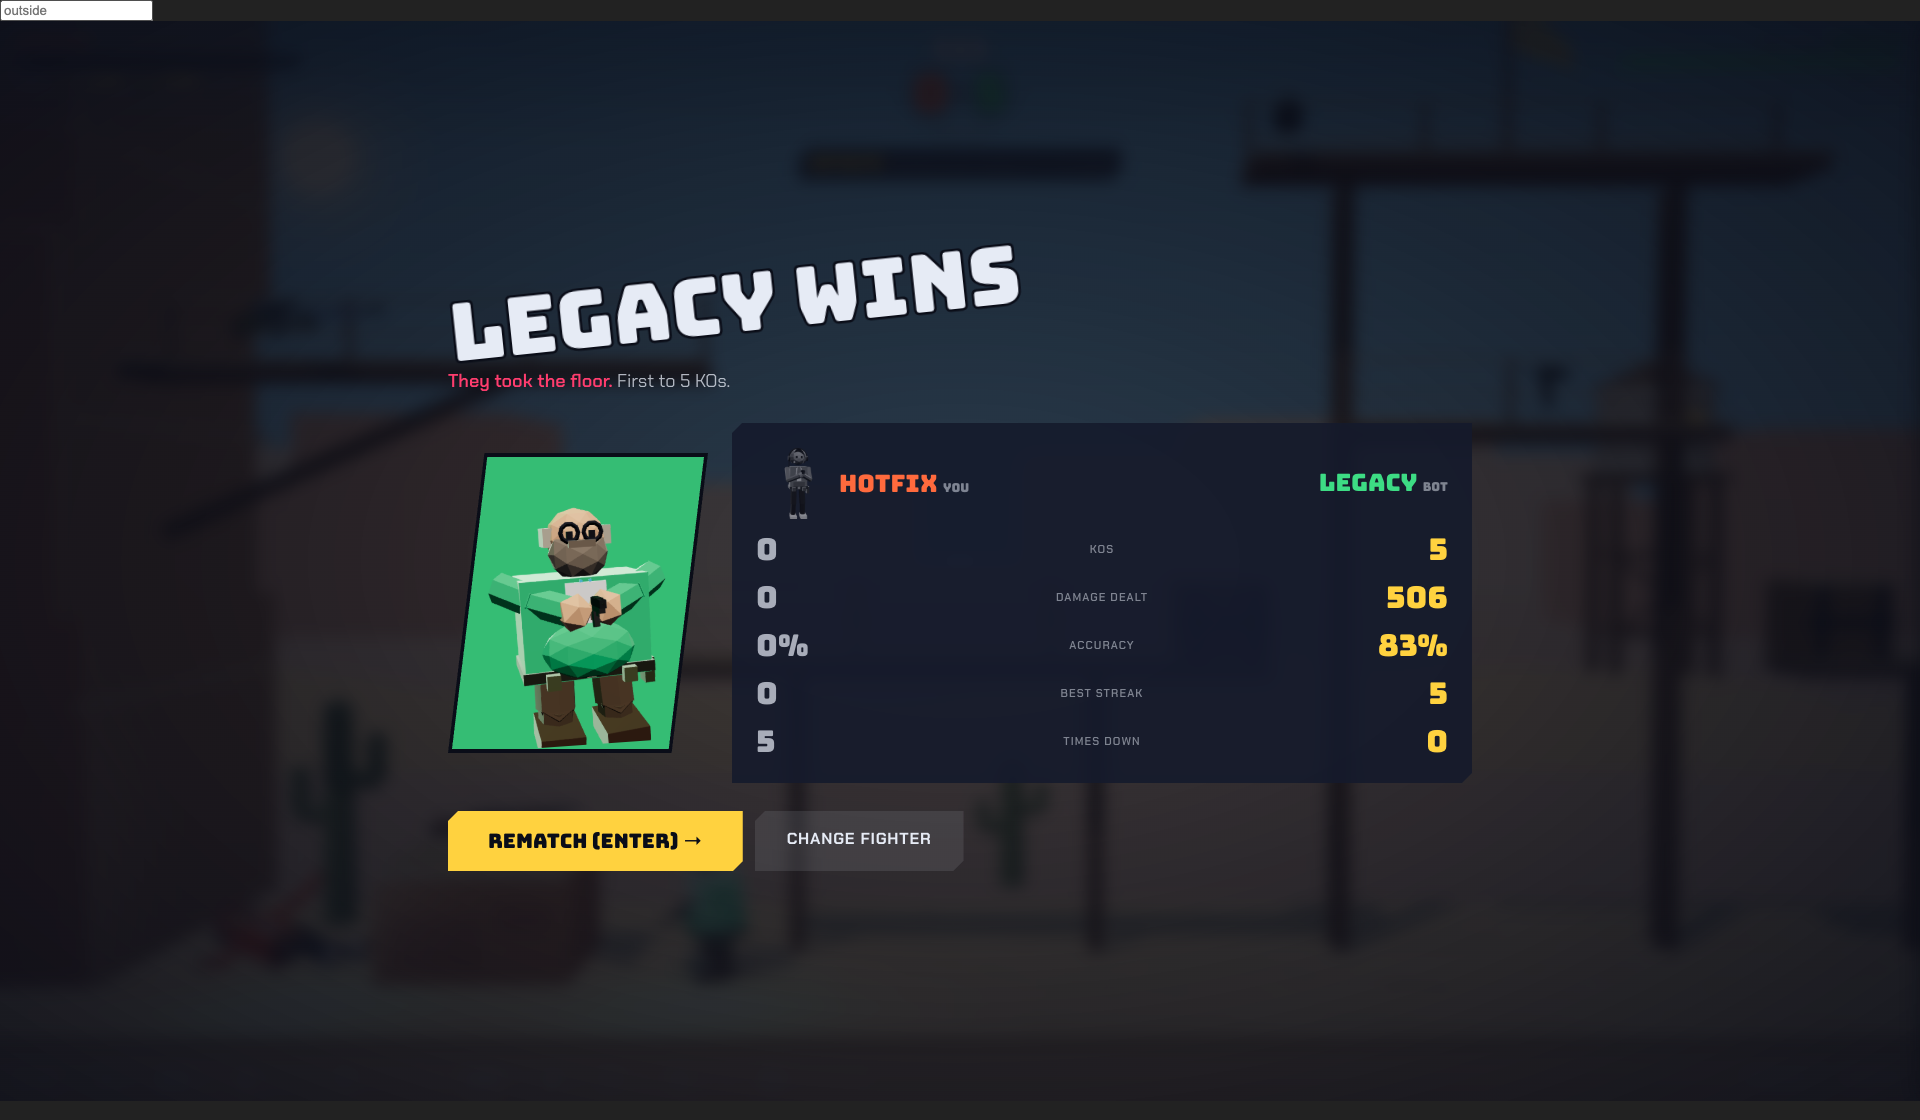 outside
LEGACY WINS
They took the floor. First to 5 KOs.
HOTFIX YOU LEGACY BOT
0 KOS 5
0 DAMAGE DEALT 506
0% ACCURACY 83%
0 BEST STREAK 5
5 TIMES DOWN 0
REMATCH (ENTER) → CHANGE FIGHTER